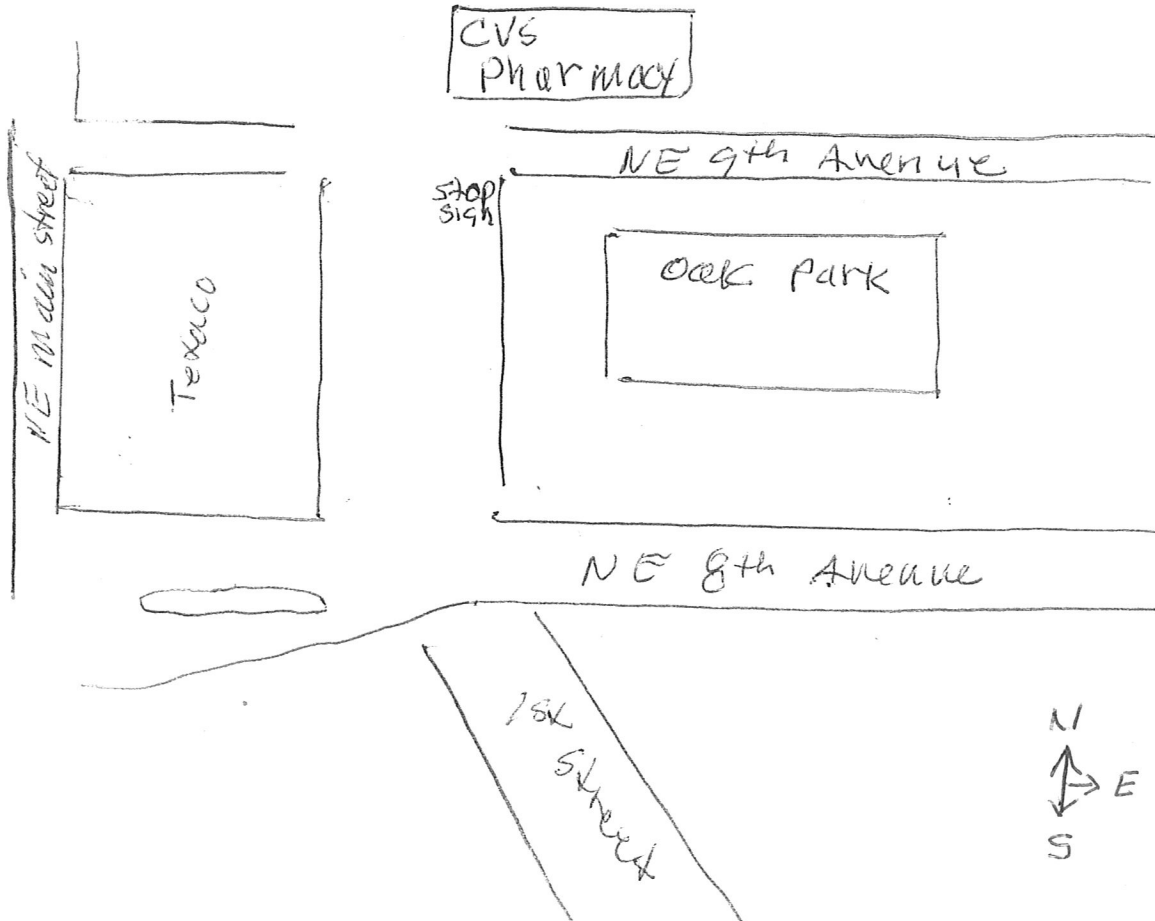 CVS
Pharmacy
NE 9th Avenue
Stop
Sign
NE Main Street
Oak Park
Texaco
NE 8th Avenue
1st
Street
N
E
S